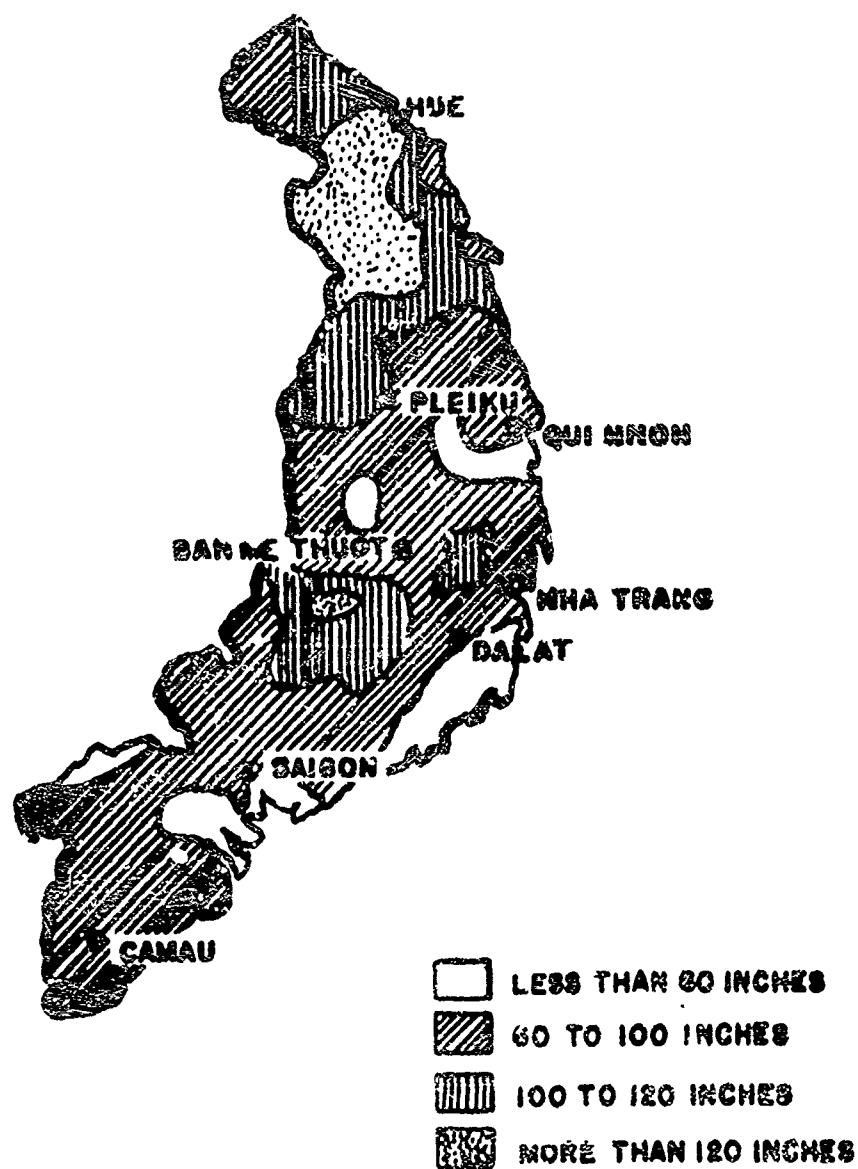 HUE
PLEIKU
QUI NHON
BAN ME THUOT
NHA TRANG
DALAT
SAIGON
CAMAU
LESS THAN 60 INCHES
60 TO 100 INCHES
100 TO 120 INCHES
MORE THAN 120 INCHES